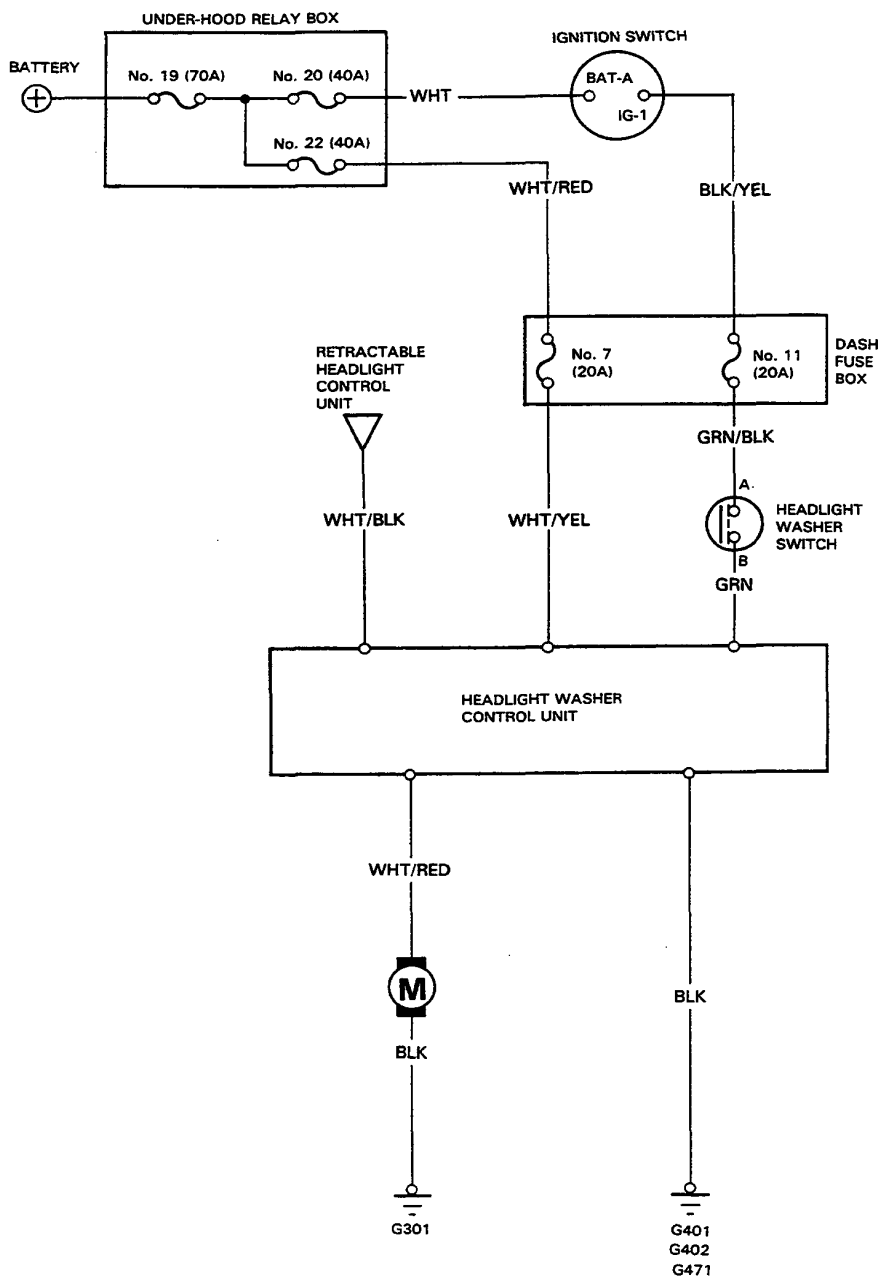 UNDER-HOOD RELAY BOX
IGNITION SWITCH
BATTERY
No. 19 (70A)
No. 20 (40A)
WHT
BAT-A
IG-1
No. 22 (40A)
WHT/RED
BLK/YEL
RETRACTABLE
HEADLIGHT
CONTROL
UNIT
No. 7
(20A)
No. 11
(20A)
DASH
FUSE
BOX
GRN/BLK
A
WHT/BLK
WHT/YEL
HEADLIGHT
WASHER
SWITCH
B
GRN
HEADLIGHT WASHER
CONTROL UNIT
WHT/RED
M
BLK
BLK
G301
G401
G402
G471